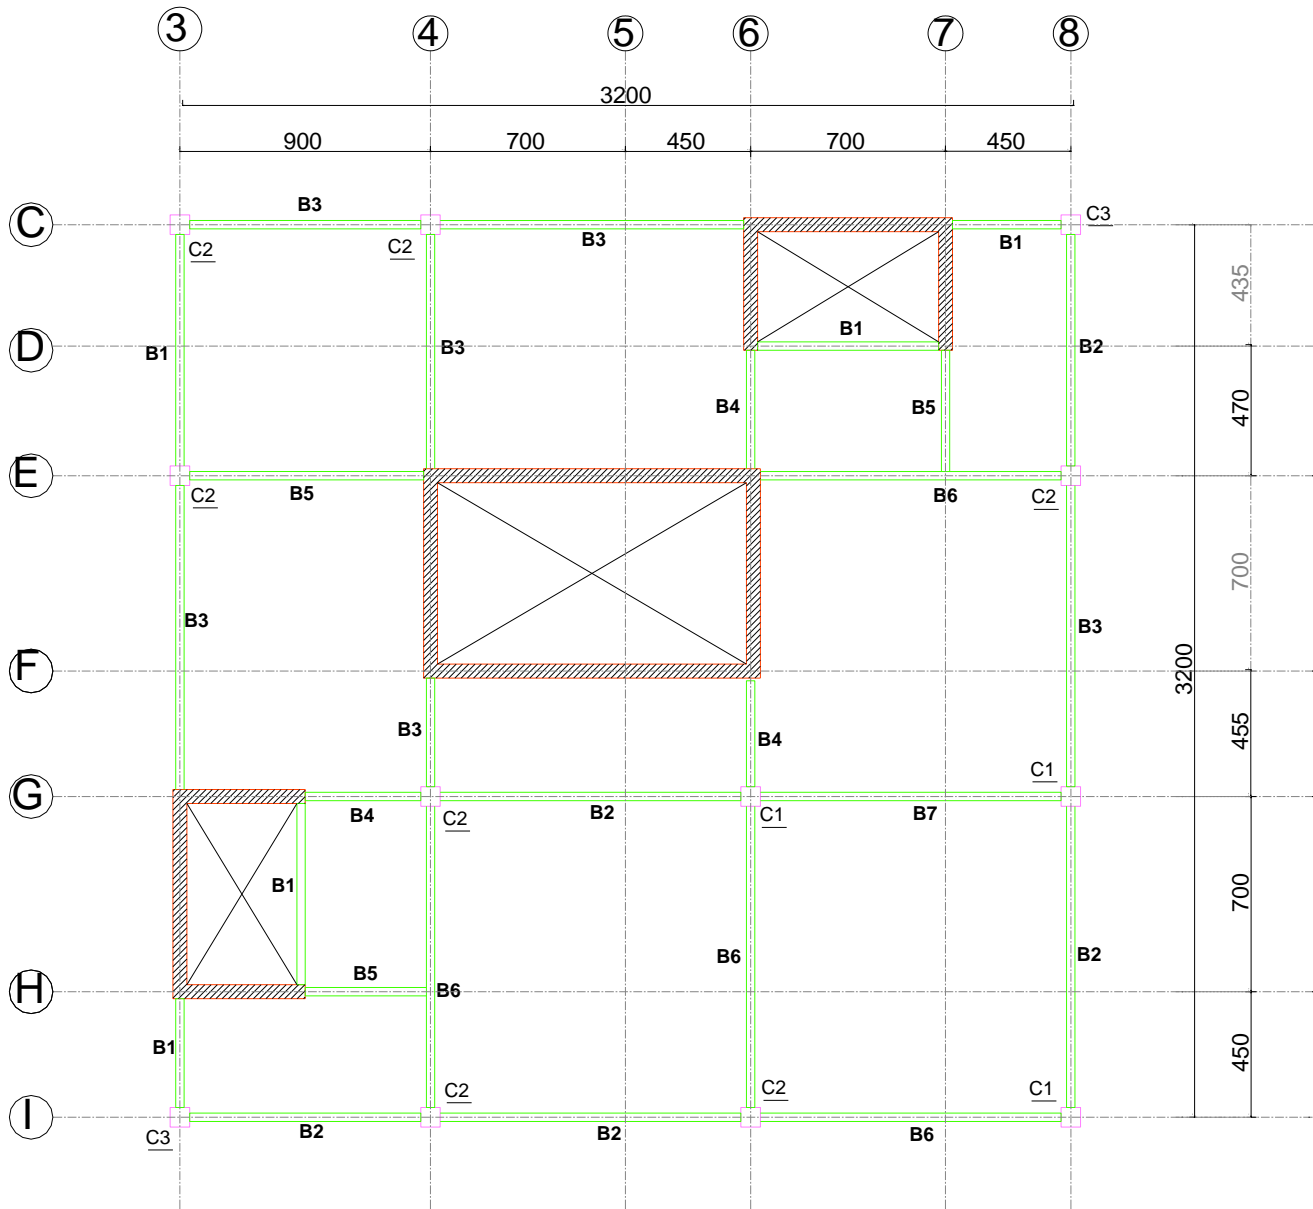 3 4 5 6 7 8
3200
900 700 450 700 450
B3
C C3
B3 B1
C2 C2
435
B1
D B1 B3 B2
B4 B5 470
E
B5 C2 B6 C2
700
B3 B3
F 3200
B3 B4 455
C1
G
B4 C2 B2 C1 B7
B1 700
B6 B2
B5
H B6
B1 450
C2 C2 C1
I
C3 B2 B2 B6